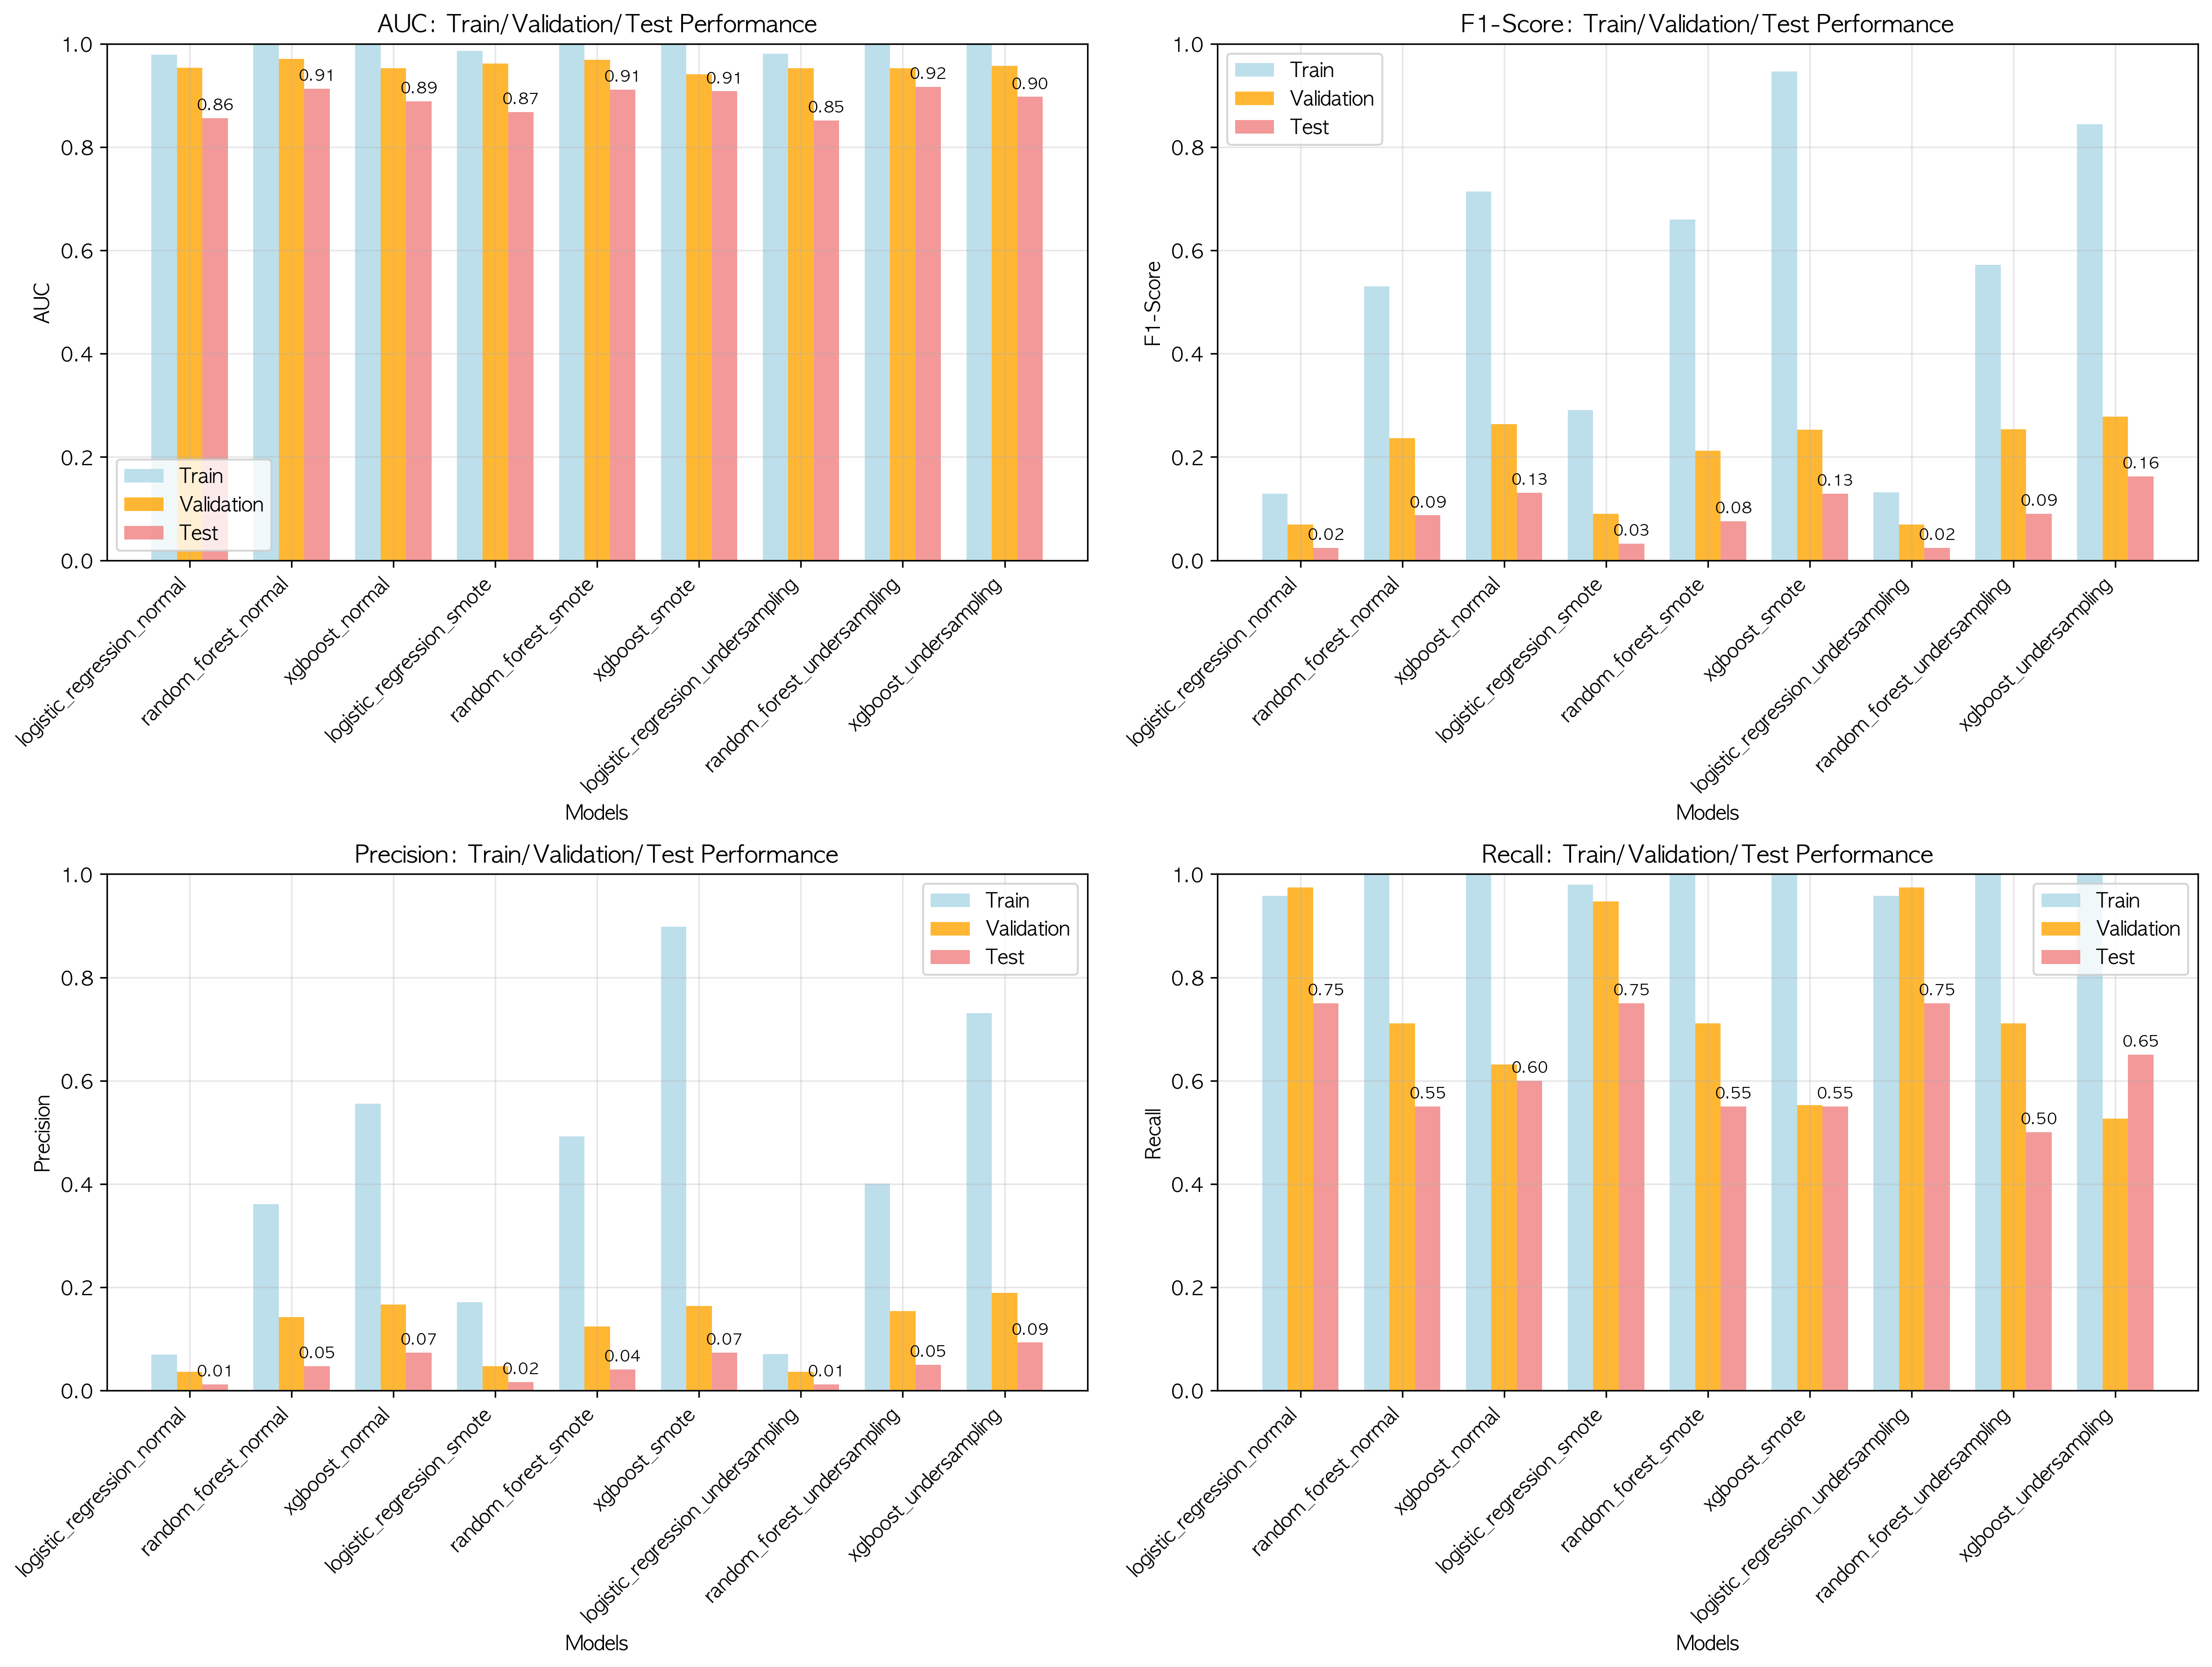 AUC: Train/Validation/Test Performance
1.0
0.8
0.6
0.4
0.2
0.0
AUC
0.86
0.91
0.89
0.87
0.91
0.91
0.85
0.92
0.90
Train
Validation
Test
logistic_regression_normal
random_forest_normal
xgboost_normal
logistic_regression_smote
random_forest_smote
xgboost_smote
logistic_regression_undersampling
random_forest_undersampling
xgboost_undersampling
Models
F1-Score: Train/Validation/Test Performance
1.0
0.8
0.6
0.4
0.2
0.0
F1-Score
Train
Validation
Test
0.02
0.09
0.13
0.03
0.08
0.13
0.02
0.09
0.16
logistic_regression_normal
random_forest_normal
xgboost_normal
logistic_regression_smote
random_forest_smote
xgboost_smote
logistic_regression_undersampling
random_forest_undersampling
xgboost_undersampling
Models
Precision: Train/Validation/Test Performance
1.0
0.8
0.6
0.4
0.2
0.0
Precision
Train
Validation
Test
0.01
0.05
0.07
0.02
0.04
0.07
0.01
0.05
0.09
logistic_regression_normal
random_forest_normal
xgboost_normal
logistic_regression_smote
random_forest_smote
xgboost_smote
logistic_regression_undersampling
random_forest_undersampling
xgboost_undersampling
Models
Recall: Train/Validation/Test Performance
1.0
0.8
0.6
0.4
0.2
0.0
Recall
Train
Validation
Test
0.75
0.55
0.60
0.75
0.55
0.55
0.75
0.50
0.65
logistic_regression_normal
random_forest_normal
xgboost_normal
logistic_regression_smote
random_forest_smote
xgboost_smote
logistic_regression_undersampling
random_forest_undersampling
xgboost_undersampling
Models